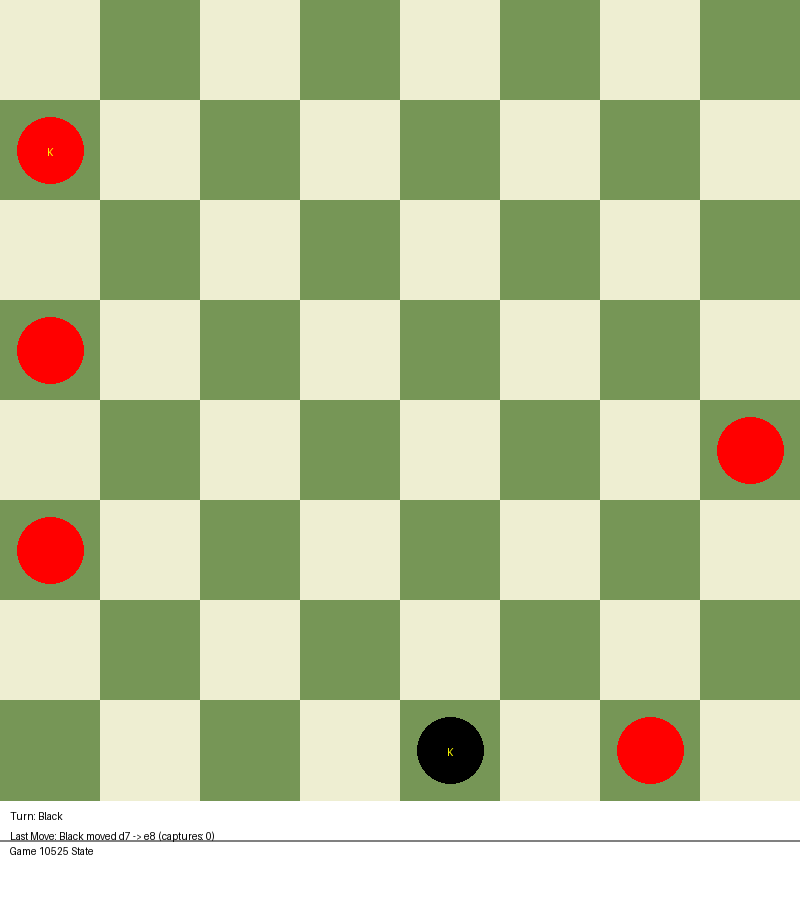 K
K
Turn: Black
Last Move: Black moved d7 -> e8 (captures: 0)
Game 10525 State